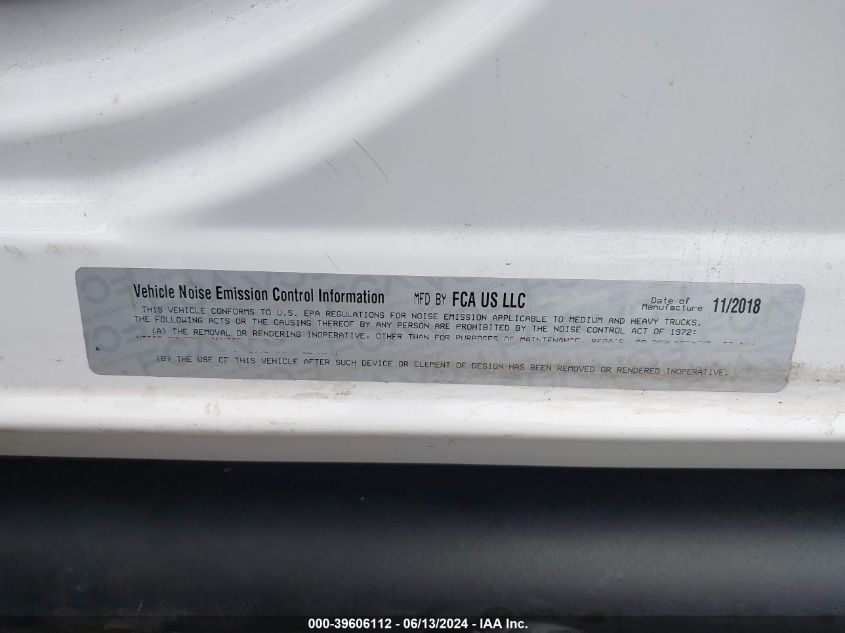 Vehicle Noise Emission Control Information MFD BY FCA US LLC Date of Manufacture 11/2018
THIS VEHICLE CONFORMS TO U.S. EPA REGULATIONS FOR NOISE EMISSION APPLICABLE TO MEDIUM AND HEAVY TRUCKS.
THE FOLLOWING ACTS OR THE CAUSING THEREOF BY ANY PERSON ARE PROHIBITED BY THE NOISE CONTROL ACT OF 1972:
(A) THE REMOVAL OR RENDERING INOPERATIVE, OTHER THAN FOR PURPOSES OF MAINTENANCE, REPAIR, OR
(B) THE USE OF THIS VEHICLE AFTER SUCH DEVICE OR ELEMENT OF DESIGN HAS BEEN REMOVED OR RENDERED INOPERATIVE.
000-39606112 - 06/13/2024 - IAA Inc.